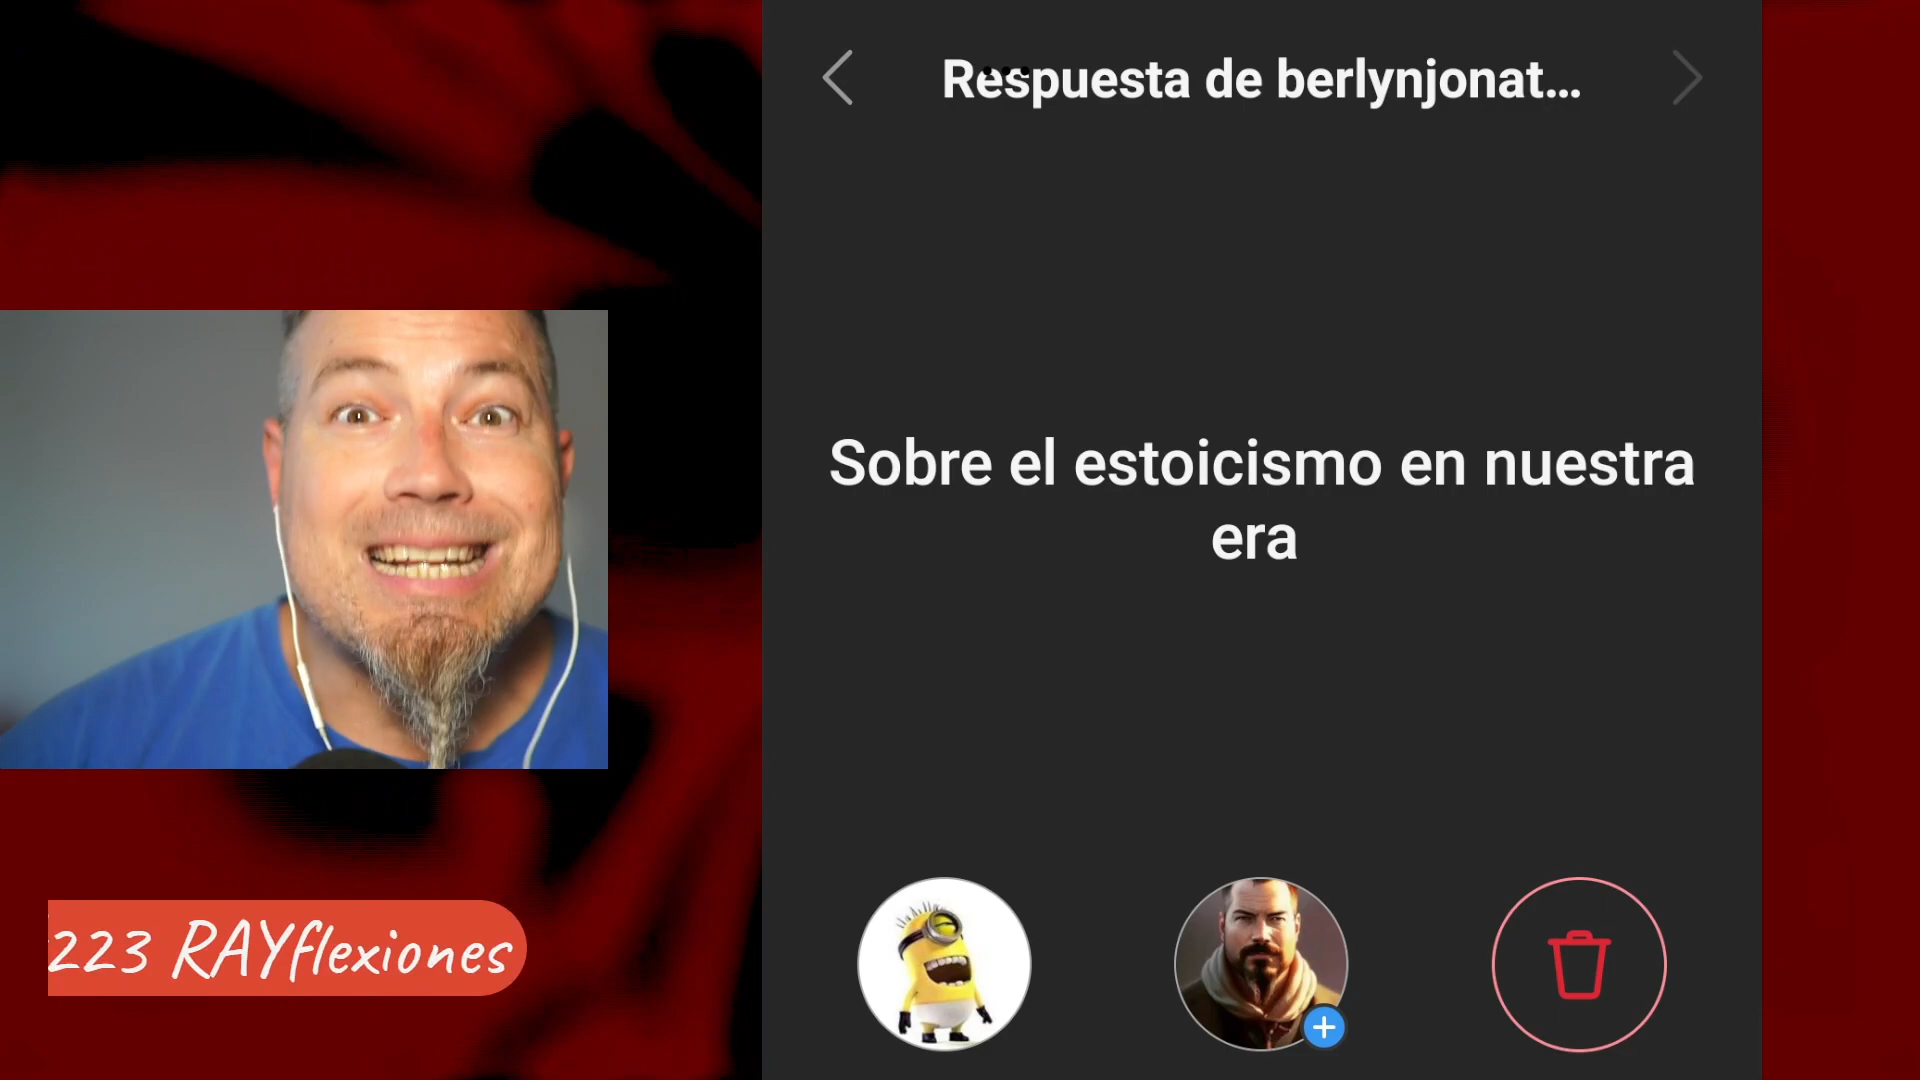 Respuesta de berlynjonat...
Sobre el estoicismo en nuestra
era
223 RAYflexiones